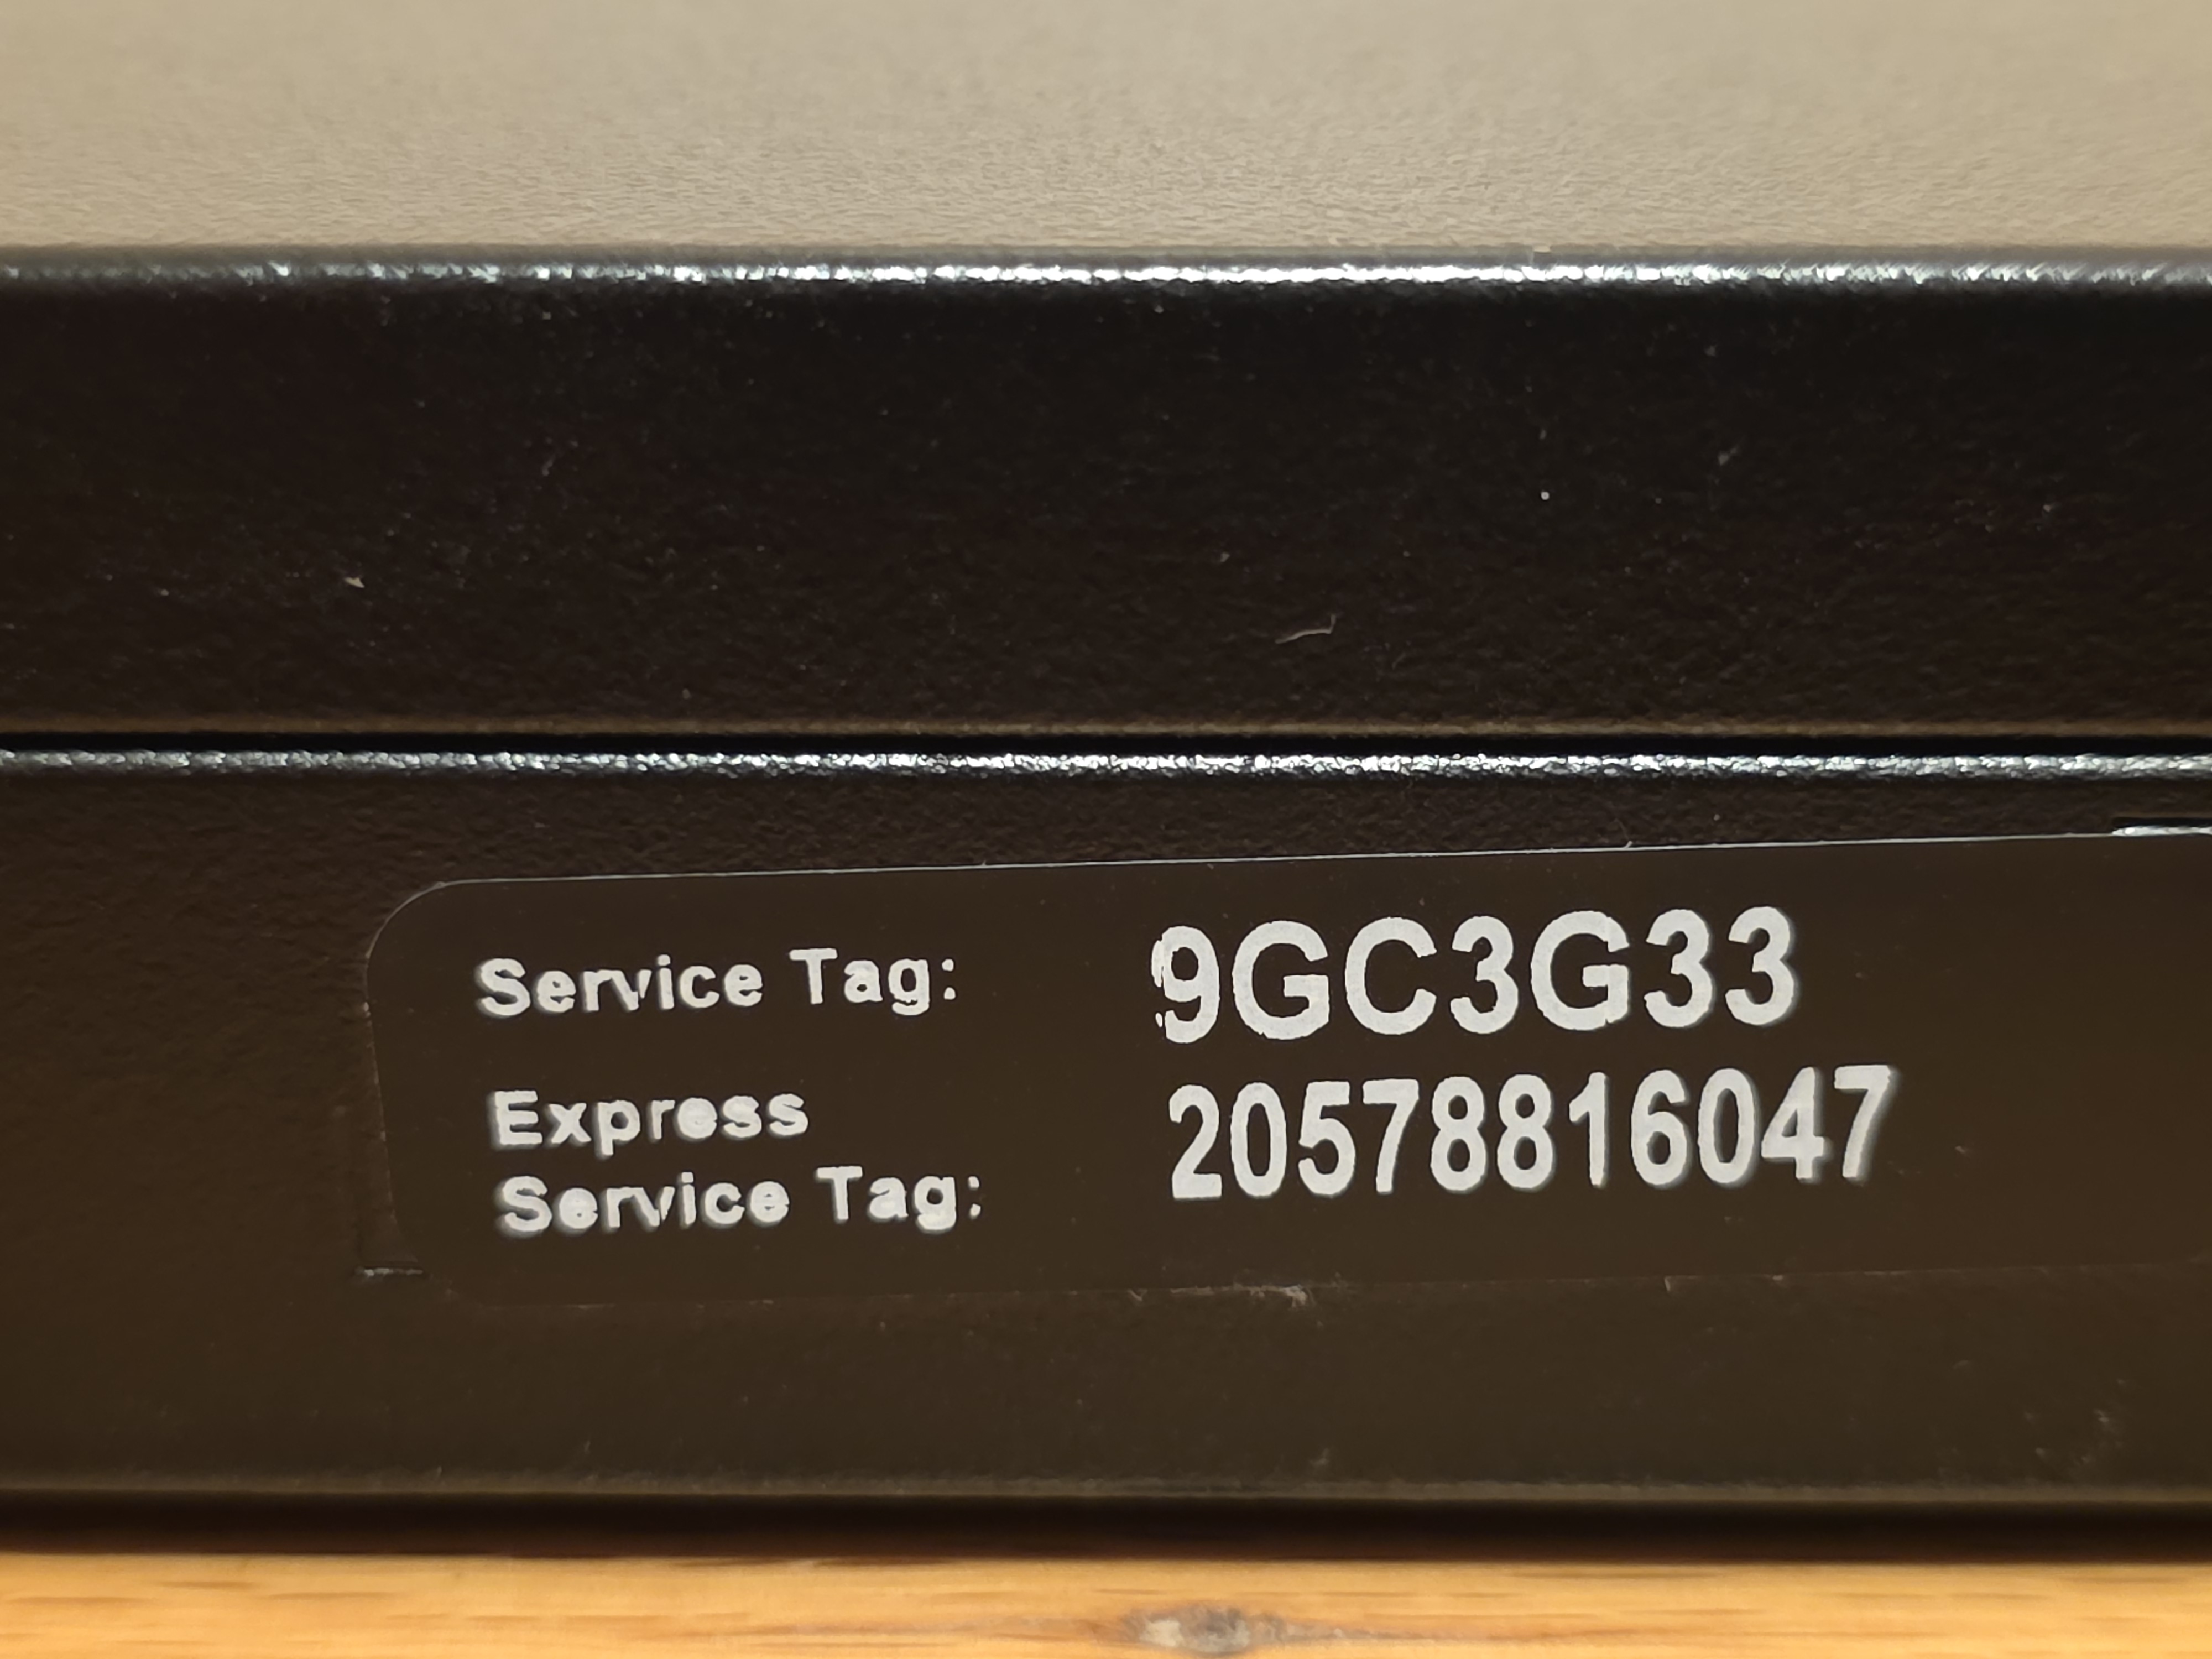 Service Tag: 9GC3G33
Express
Service Tag: 20578816047